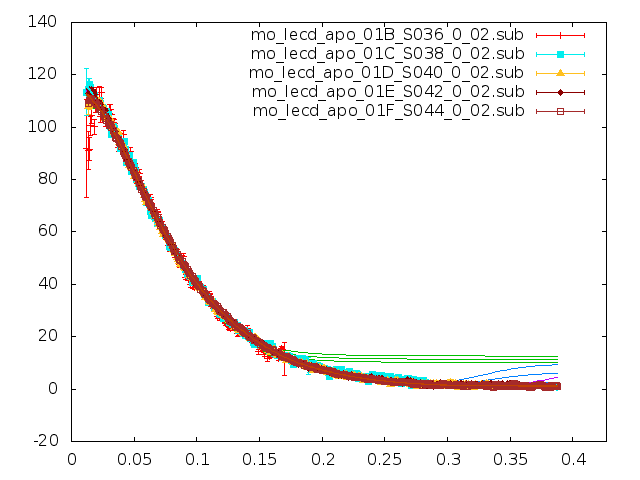 mo_lecd_apo_01B_S036_0_02.sub
mo_lecd_apo_01C_S038_0_02.sub
mo_lecd_apo_01D_S040_0_02.sub
mo_lecd_apo_01E_S042_0_02.sub
mo_lecd_apo_01F_S044_0_02.sub
140
120
100
80
60
40
20
0
-20
0 0.05 0.1 0.15 0.2 0.25 0.3 0.35 0.4